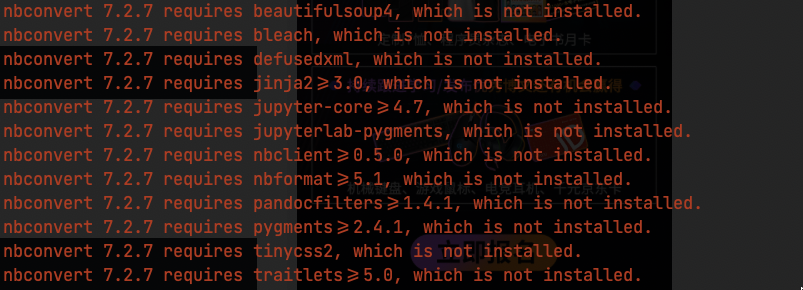 nbconvert 7.2.7 requires beautifulsoup4, which is not installed.
nbconvert 7.2.7 requires bleach, which is not installed.
nbconvert 7.2.7 requires defusedxml, which is not installed.
nbconvert 7.2.7 requires jinja2>=3.0, which is not installed.
nbconvert 7.2.7 requires jupyter-core>=4.7, which is not installed.
nbconvert 7.2.7 requires jupyterlab-pygments, which is not installed.
nbconvert 7.2.7 requires nbclient>=0.5.0, which is not installed.
nbconvert 7.2.7 requires nbformat>=5.1, which is not installed.
nbconvert 7.2.7 requires pandocfilters>=1.4.1, which is not installed.
nbconvert 7.2.7 requires pygments>=2.4.1, which is not installed.
nbconvert 7.2.7 requires tinycss2, which is not installed.
立即报名
nbconvert 7.2.7 requires traitlets>=5.0, which is not installed.